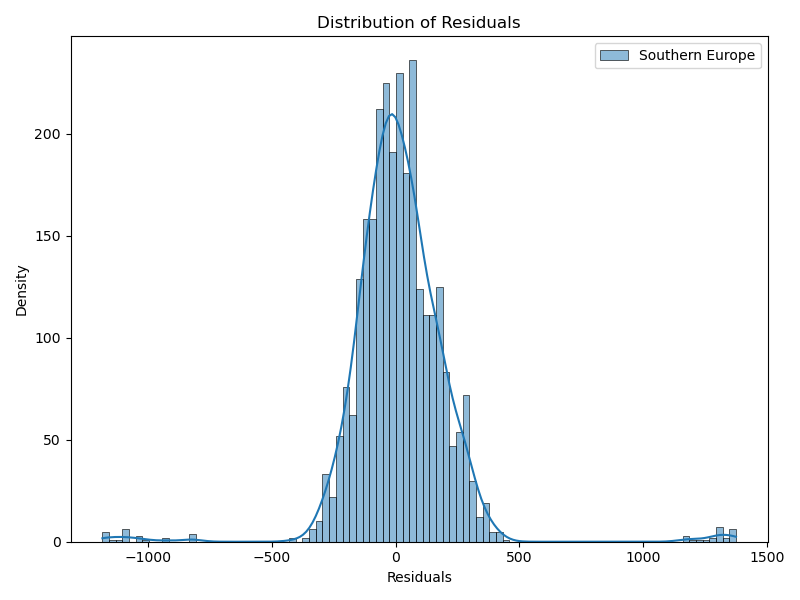 Distribution of Residuals
Southern Europe
Density
200
150
100
50
0
−1000
−500
0
500
1000
1500
Residuals